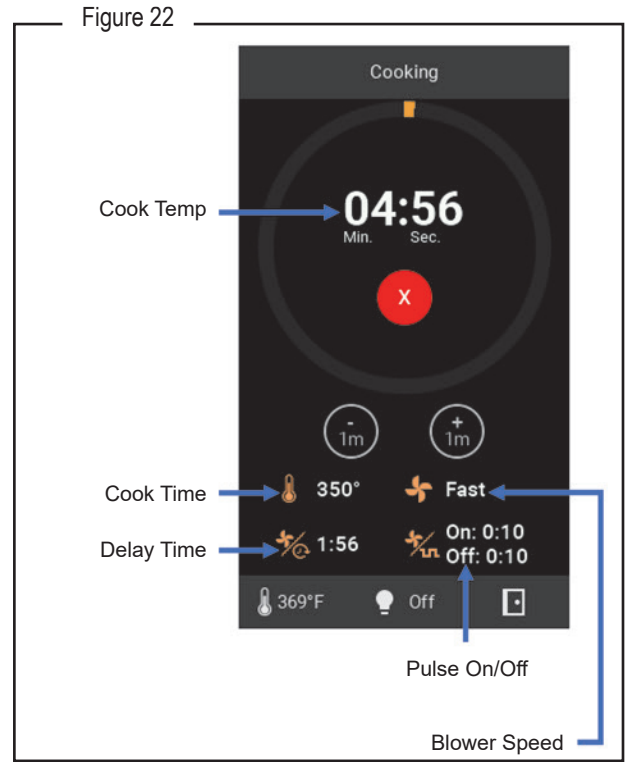 Figure 22
Cooking
Cook Temp
04:56
Min. Sec.
X
-
1m
+
1m
Cook Time
350°
Fast
Delay Time
1:56
On: 0:10
Off: 0:10
369°F
Off
Pulse On/Off
Blower Speed